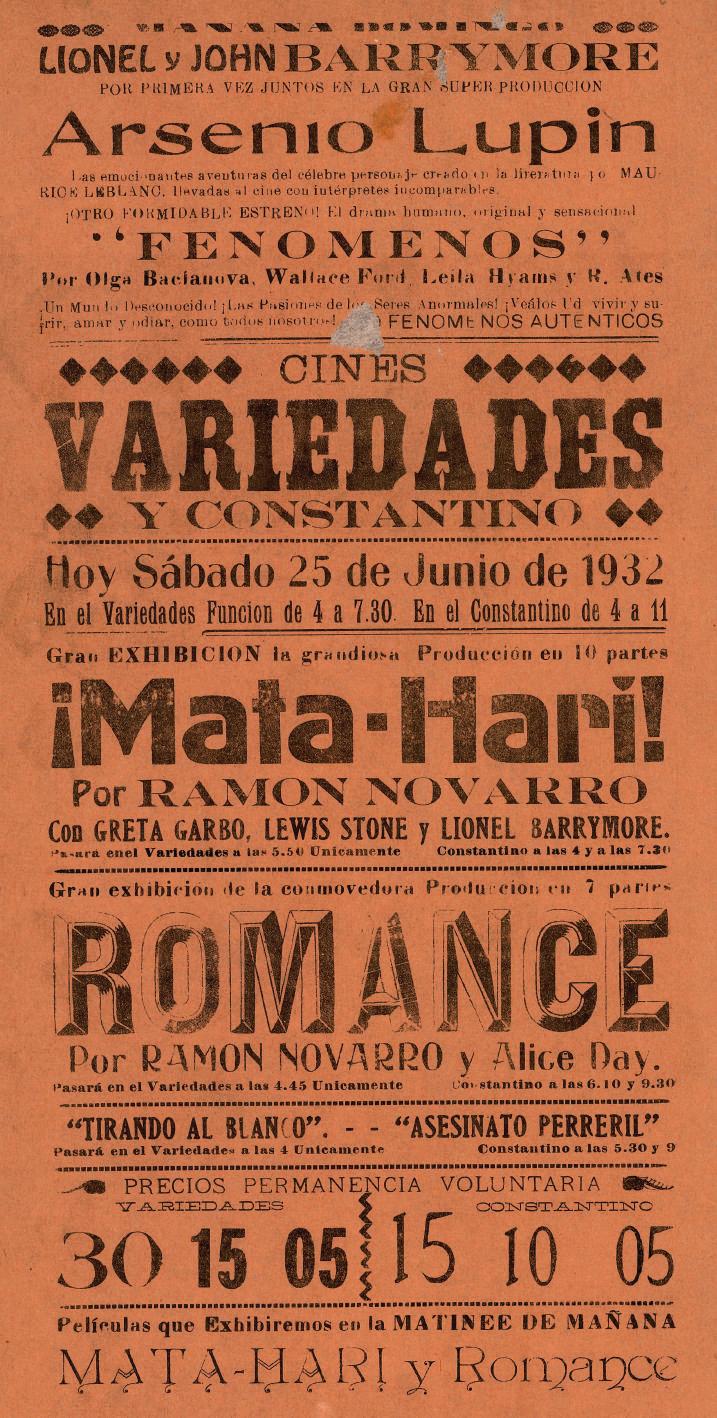 MAÑANA DOMINGO
LIONEL y JOHN BARRYMORE
POR PRIMERA VEZ JUNTOS EN LA GRAN SUPER PRODUCCION
Arsenio Lupin
Las emocionantes aventuras del célebre personaje creado en la literatura po MAU-
RICE LEBLANC, llevadas al cine con intérpretes incomparables.
¡OTRO FORMIDABLE ESTRENO! El drama humano, original y sensacional
"FENOMENOS"
Por Olga Baclanova, Wallace Ford, Leila Hyams y R. Ates
¡Un Mundo Desconocido! ¡Las Pasiones de los Seres Anormales! ¡Veálos Ud vivir y su-
frir, amar y odiar, como todos nosotros! FENOMENOS AUTENTICOS
CINES
VARIEDADES
Y CONSTANTINO
Hoy Sábado 25 de Junio de 1932
En el Variedades Funcion de 4 a 7.30. En el Constantino de 4 a 11
Gran EXHIBICION la grandiosa Producción en 10 partes
¡Mata-Hari!
Por RAMON NOVARRO
Con GRETA GARBO, LEWIS STONE y LIONEL BARRYMORE.
Pasará enel Variedades a las 5.50 Unicamente Constantino a las 4 y a las 7.30
Gran exhibición de la conmovedora Produccion en 7 partes
ROMANCE
Por RAMON NOVARRO y Alice Day.
Pasará en el Variedades a las 4.45 Unicamente Constantino a las 6.10 y 9.30
"TIRANDO AL BLANCO". - - "ASESINATO PERRERIL"
Pasará en el Variedades a las 4 Unicamente Constantino a las 5.30 y 9
PRECIOS PERMANENCIA VOLUNTARIA
VARIEDADES CONSTANTINO
30 15 05 15 10 05
Películas que Exhibiremos en la MATINEE DE MAÑANA
MATA-HARI y Romance